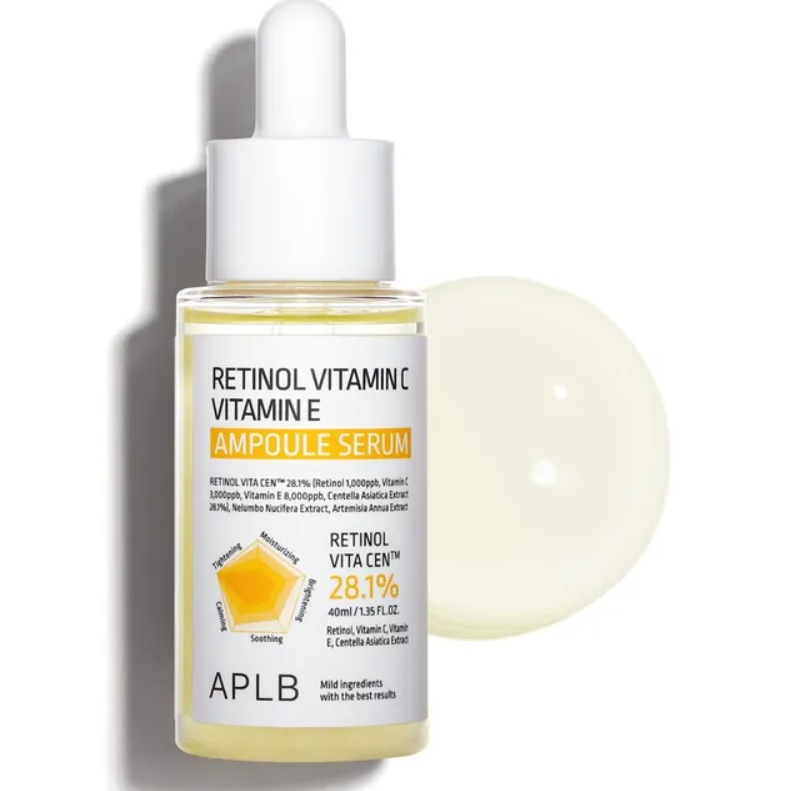 RETINOL VITAMIN C
VITAMIN E
AMPOULE SERUM
RETINOL VITA CEN™ 28.1% (Retinol 1,000ppb, Vitamin C
3,000ppb, Vitamin E 8,000ppb, Centella Asiatica Extract
28.1%), Nelumbo Nucifera Extract, Artemisia Annua Extract
Tightening
Moisturizing
Brightening
Soothing
Calming
RETINOL
VITA CEN™
28.1%
40ml / 1.35 FL.OZ.
Retinol, Vitamin C, Vitamin
E, Centella Asiatica Extract
APLB
Mild ingredients
with the best results